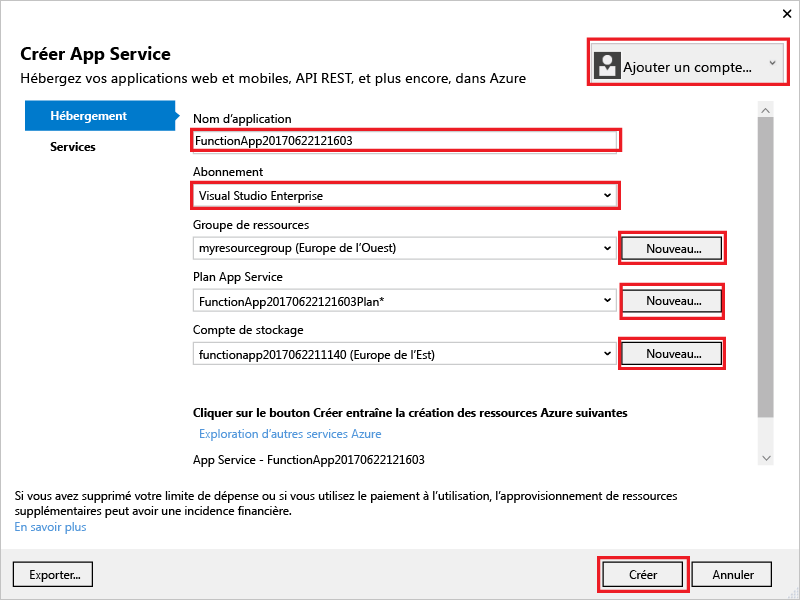 Créer App Service
Hébergez vos applications web et mobiles, API REST, et plus encore, dans Azure
Ajouter un compte...
Hébergement
Services
Nom d'application
FunctionApp20170622121603
Abonnement
Visual Studio Enterprise
Groupe de ressources
myresourcegroup (Europe de l'Ouest)
Nouveau...
Plan App Service
FunctionApp20170622121603Plan*
Nouveau...
Compte de stockage
functionapp2017062211140 (Europe de l'Est)
Nouveau...
Cliquer sur le bouton Créer entraîne la création des ressources Azure suivantes
Exploration d'autres services Azure
App Service - FunctionApp20170622121603
Si vous avez supprimé votre limite de dépense ou si vous utilisez le paiement à l'utilisation, l'approvisionnement de ressources
supplémentaires peut avoir une incidence financière.
En savoir plus
Exporter...
Créer
Annuler